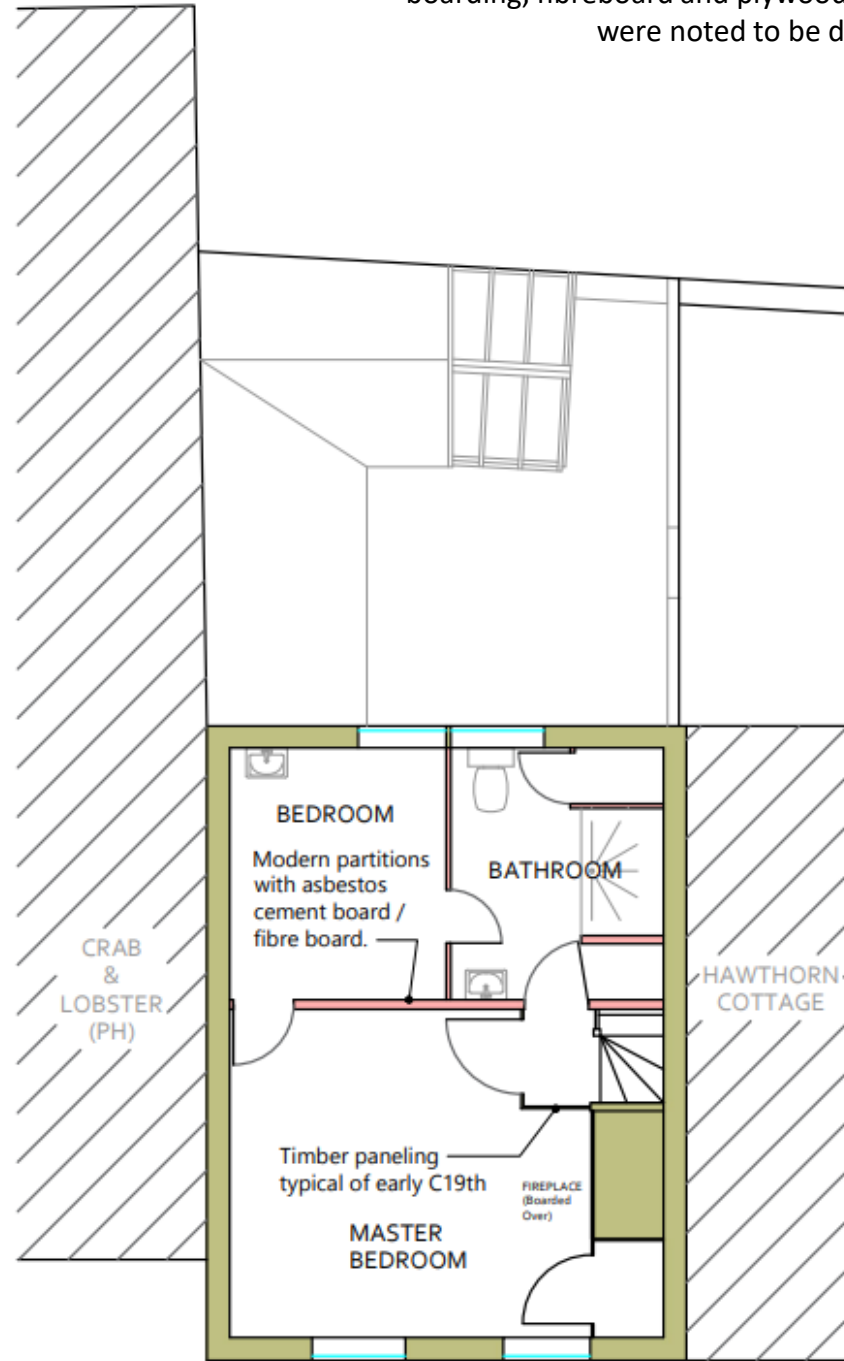 boarding, fibreboard and plywood
were noted to be d
BEDROOM
Modern partitions
with asbestos
cement board /
fibre board.
BATHROOM
CRAB
&
LOBSTER
(PH)
HAWTHORN
COTTAGE
Timber paneling
typical of early C19th
FIREPLACE
(Boarded
Over)
MASTER
BEDROOM